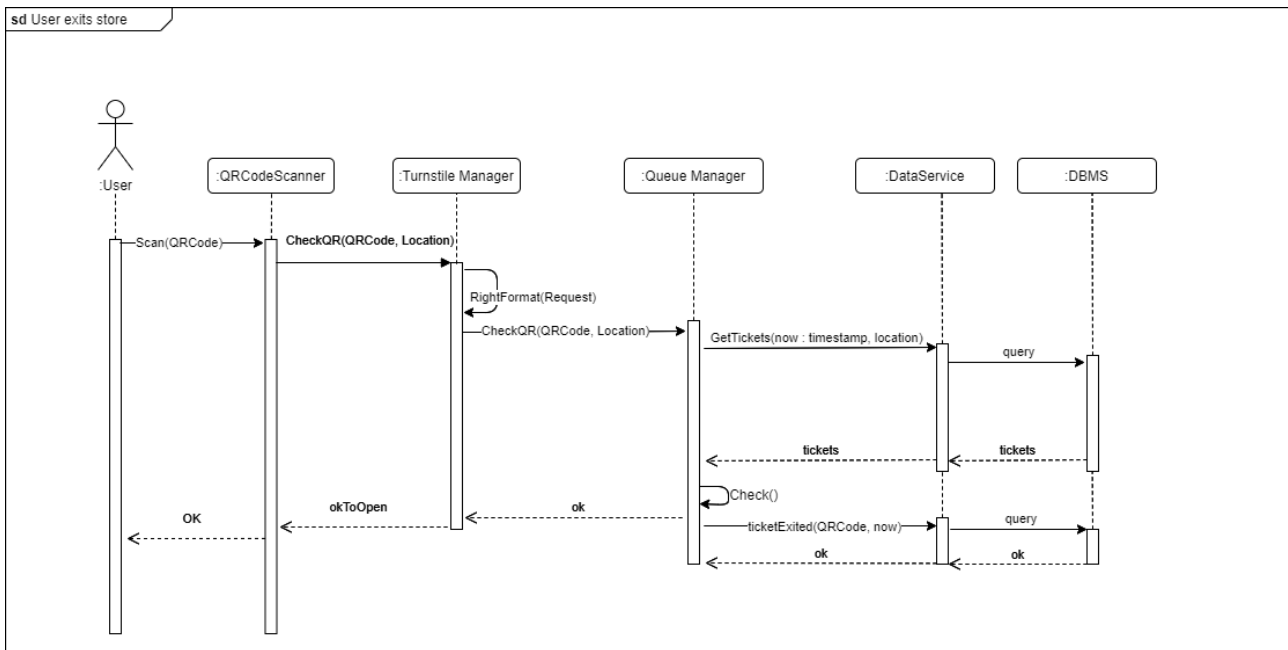 sd User exits store
:User
:QRCodeScanner
:Turnstile Manager
:Queue Manager
:DataService
:DBMS
Scan(QRCode)
CheckQR(QRCode, Location)
RightFormat(Request)
CheckQR(QRCode, Location)
GetTickets(now : timestamp, location)
query
tickets
tickets
Check()
OK
okToOpen
ok
ticketExited(QRCode, now)
query
ok
ok